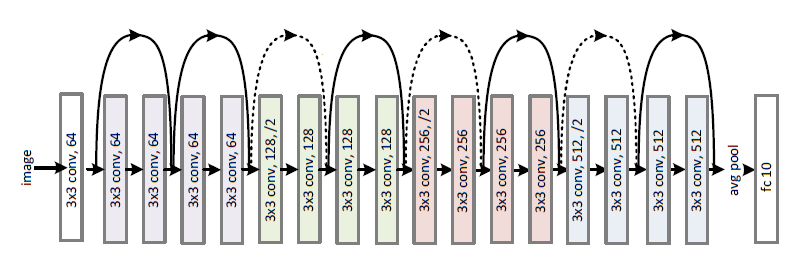 image
3x3 conv, 64
3x3 conv, 64
3x3 conv, 64
3x3 conv, 64
3x3 conv, 64
3x3 conv, 128, /2
3x3 conv, 128
3x3 conv, 128
3x3 conv, 128
3x3 conv, 256, /2
3x3 conv, 256
3x3 conv, 256
3x3 conv, 256
3x3 conv, 512, /2
3x3 conv, 512
3x3 conv, 512
3x3 conv, 512
avg pool
fc 10